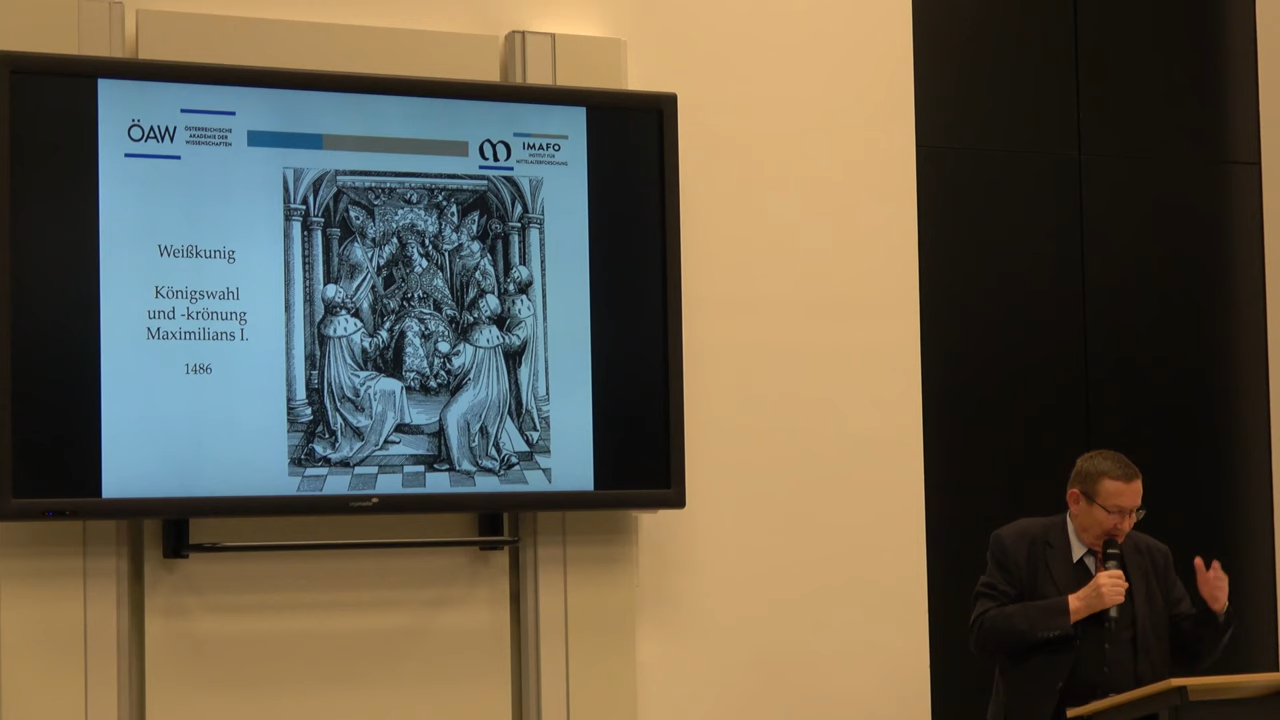 ÖAW
ÖSTERREICHISCHE
AKADEMIE DER
WISSENSCHAFTEN
IMAFO
INSTITUT FÜR
MITTELALTERFORSCHUNG
Weißkunig
Königswahl
und -krönung
Maximilians I.
1486